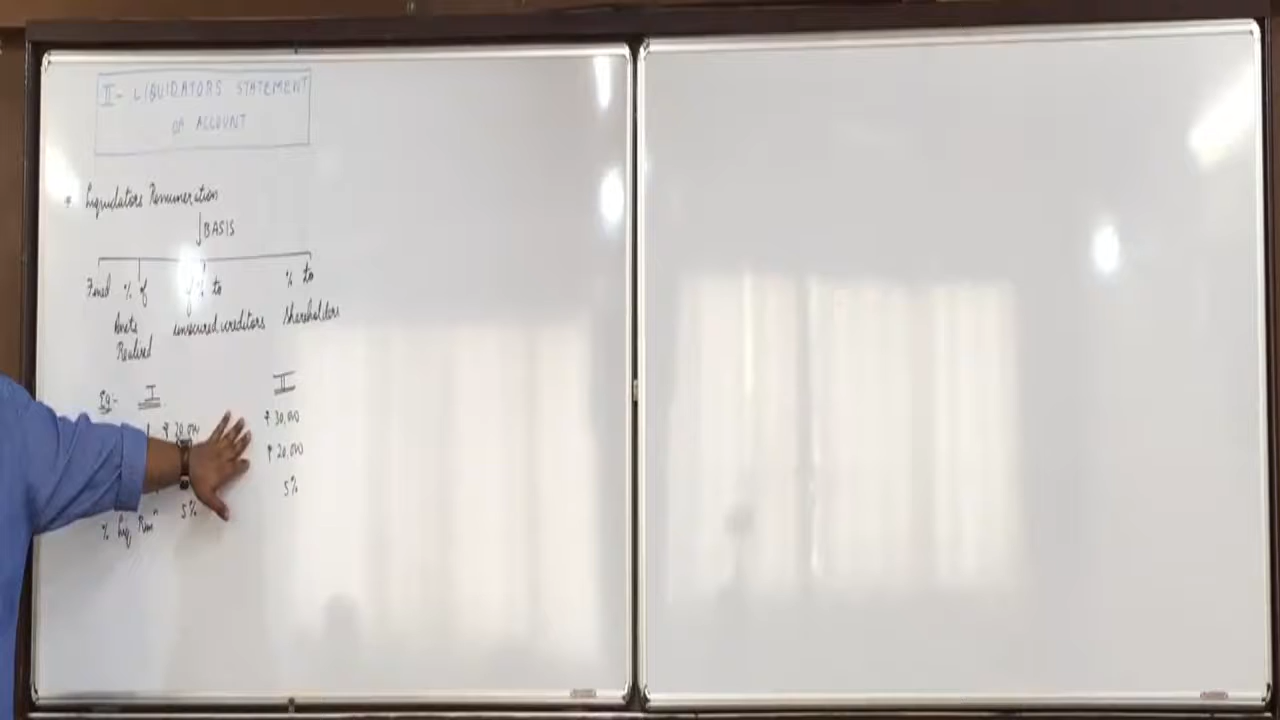 II - LIQUIDATORS STATEMENT
OF ACCOUNT
* Liquidators Remuneration
BASIS
Fixed % of % to % to
Assets unsecured creditors Shareholders
Realised
Eg:- I II
₹ 20,000 ₹ 30,000
₹ 20,000
5% 5%
% Liq Remn